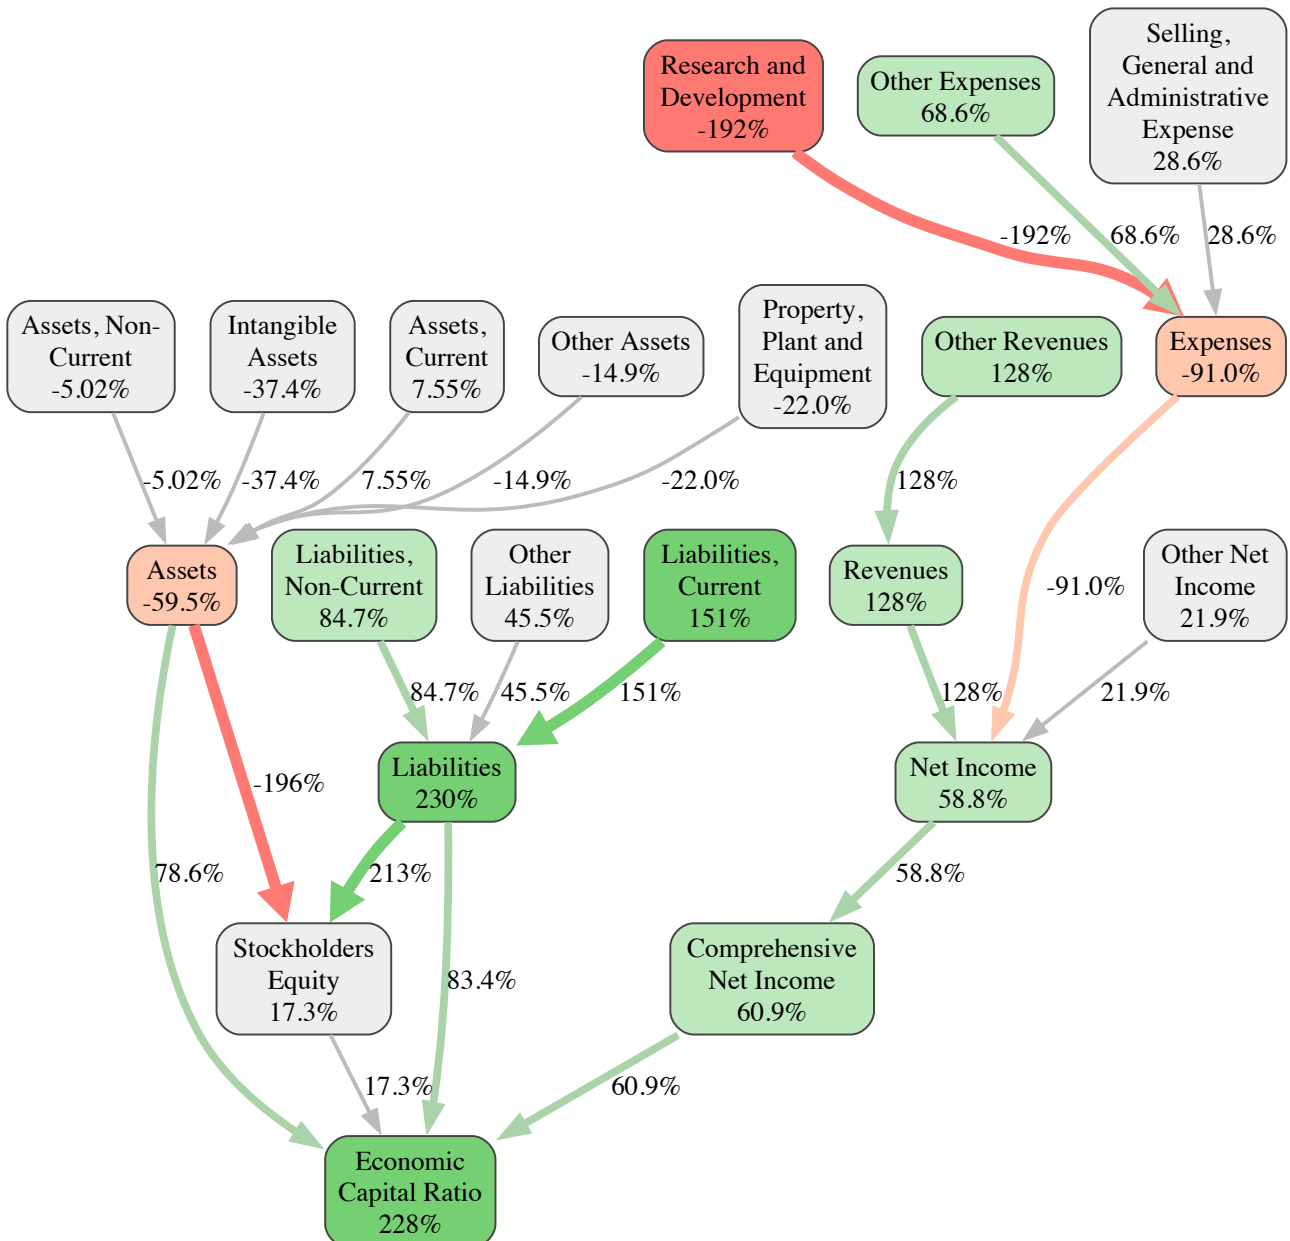 Selling,
General and
Administrative
Expense
28.6%
Research and
Development
-192%
Other Expenses
68.6%
-192%
68.6%
28.6%
Assets, Non-
Current
-5.02%
Intangible
Assets
-37.4%
Assets,
Current
7.55%
Other Assets
-14.9%
Property,
Plant and
Equipment
-22.0%
Other Revenues
128%
Expenses
-91.0%
-5.02%
-37.4%
7.55%
-14.9%
-22.0%
128%
Assets
-59.5%
Liabilities,
Non-Current
84.7%
Other
Liabilities
45.5%
Liabilities,
Current
151%
Revenues
128%
-91.0%
Other Net
Income
21.9%
84.7%
45.5%
151%
128%
21.9%
-196%
Liabilities
230%
Net Income
58.8%
78.6%
213%
58.8%
Stockholders
Equity
17.3%
83.4%
Comprehensive
Net Income
60.9%
17.3%
60.9%
Economic
Capital Ratio
228%